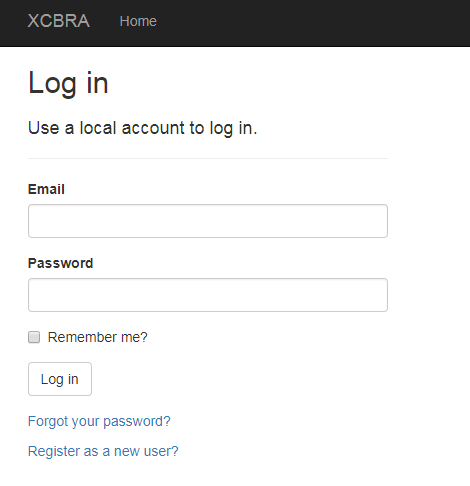 XCBRA Home
Log in
Use a local account to log in.
Email
Password
Remember me?
Log in
Forgot your password?
Register as a new user?